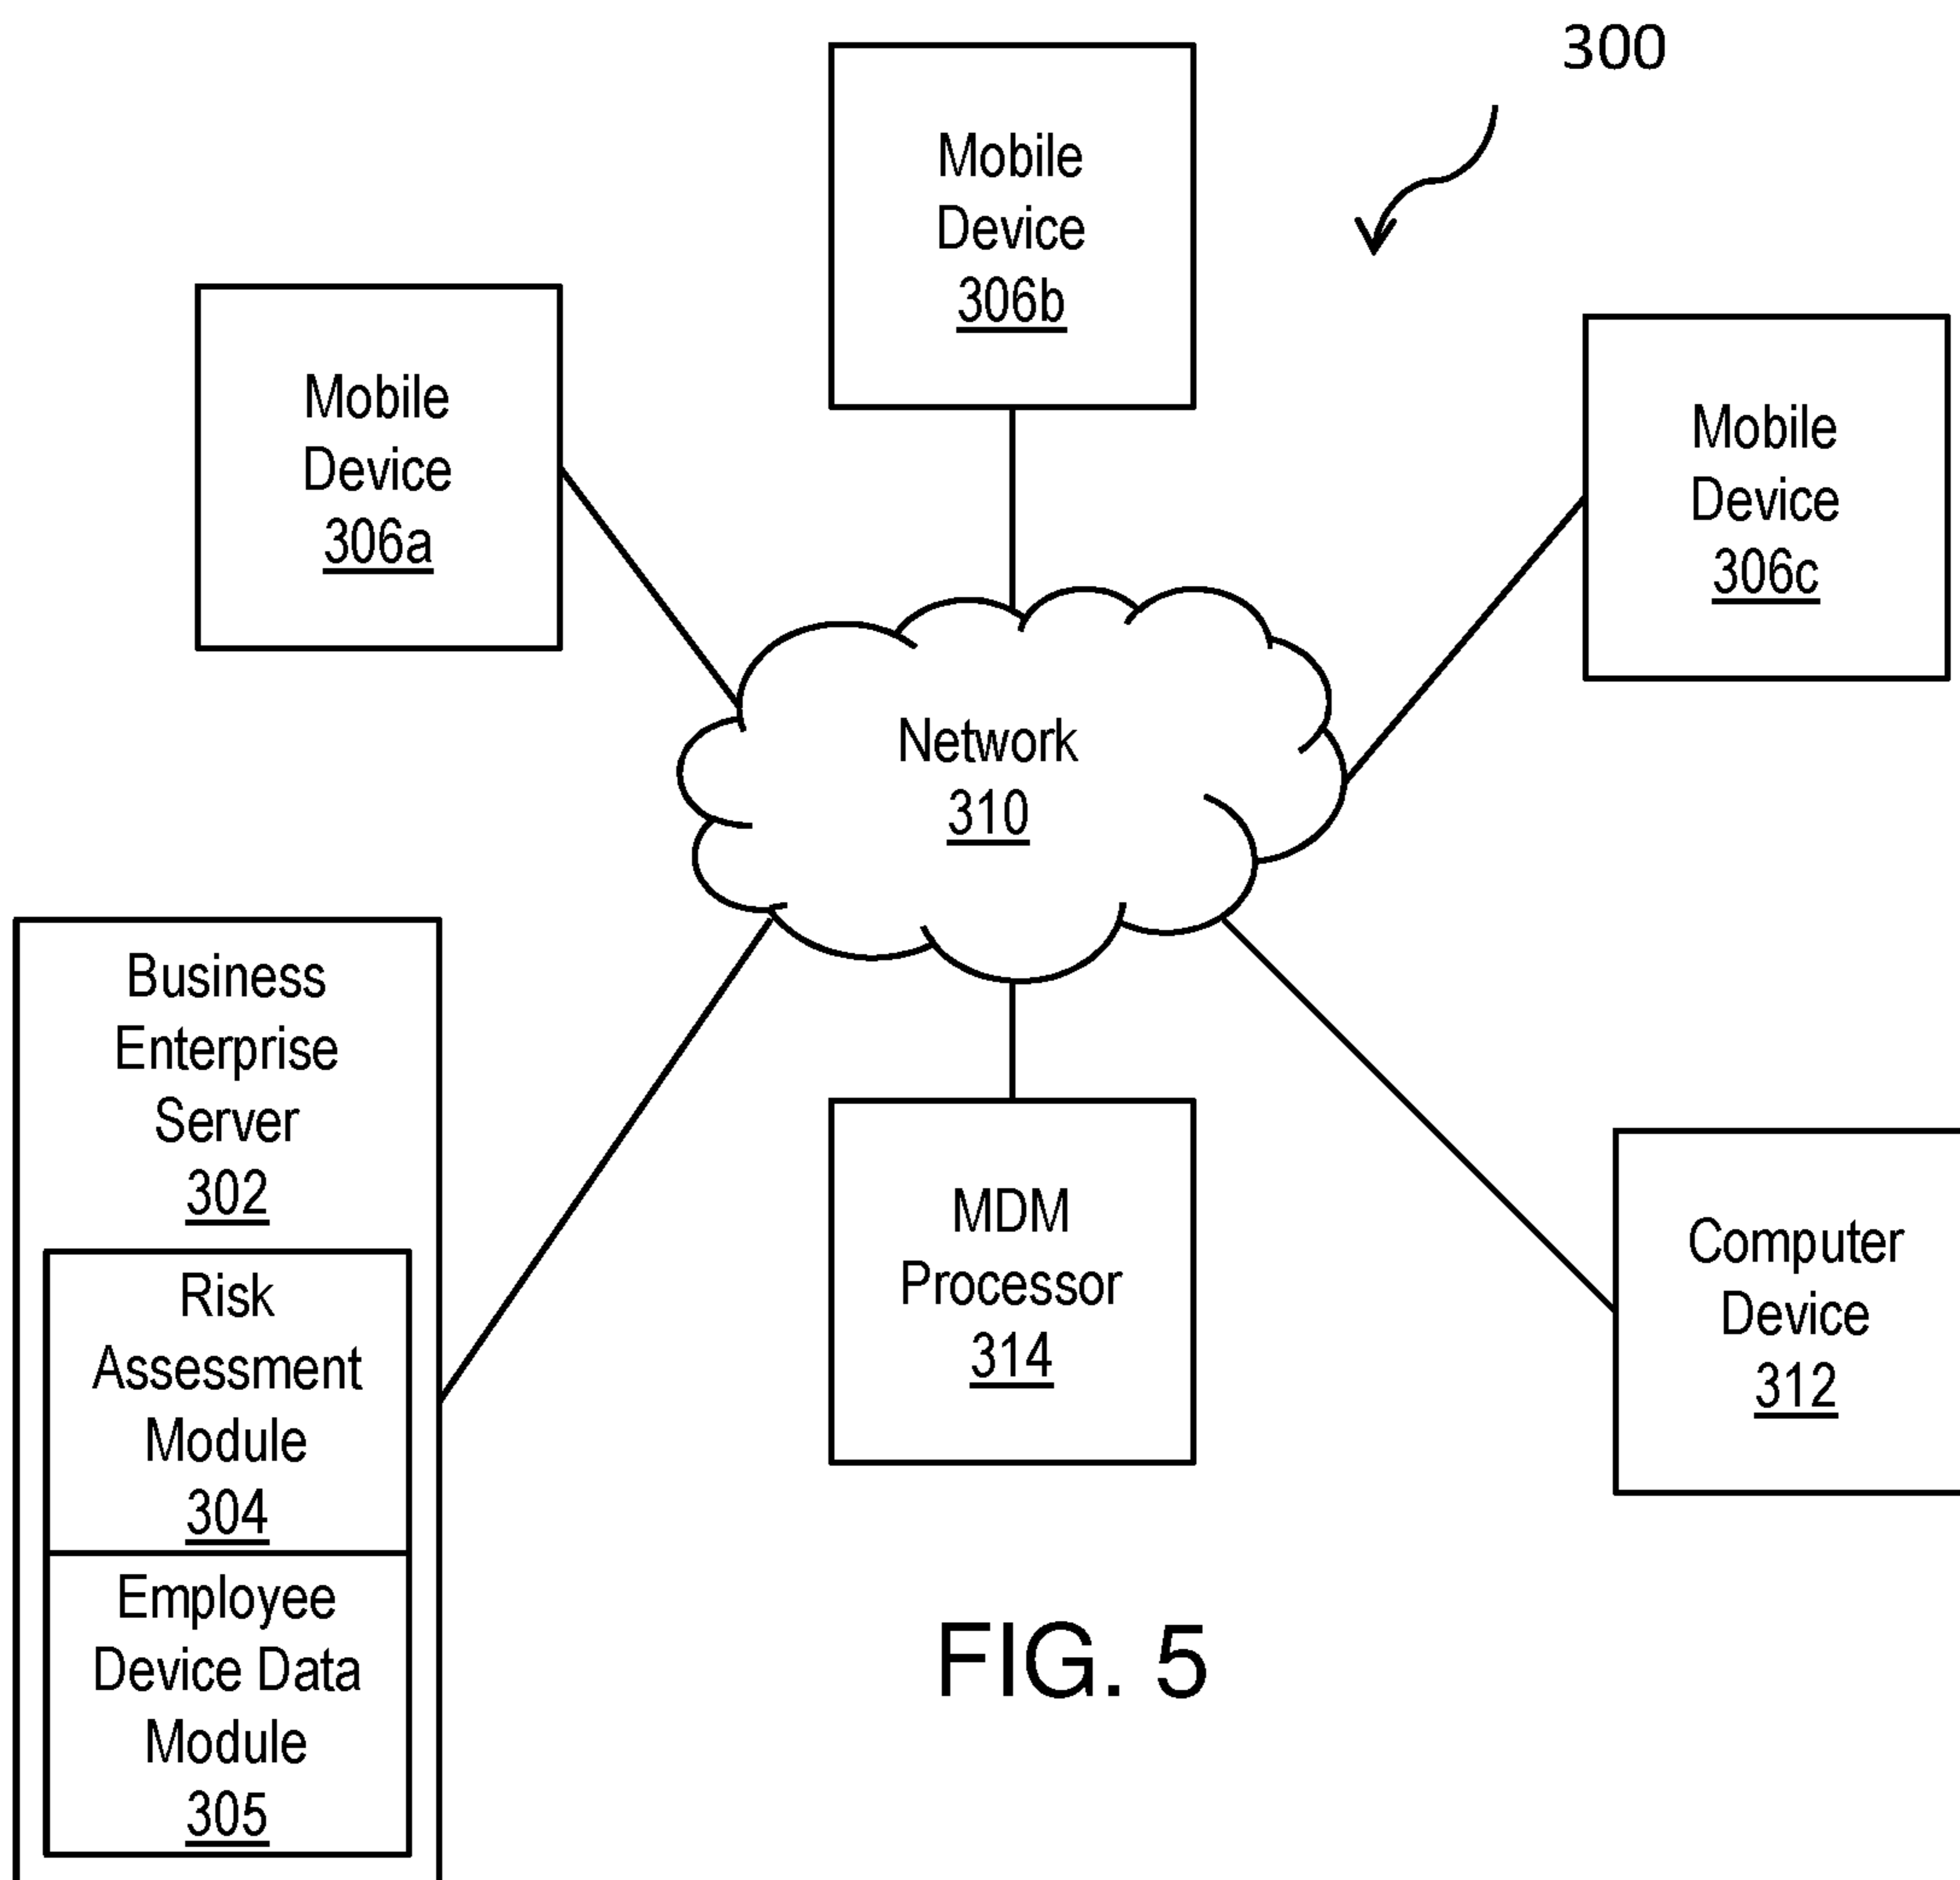 300
Mobile
Device
306b
Mobile
Device
306a
Mobile
Device
306c
Network
310
Business
Enterprise
Server
302
Risk
Assessment
Module
304
Employee
Device Data
Module
305
MDM
Processor
314
Computer
Device
312
FIG. 5